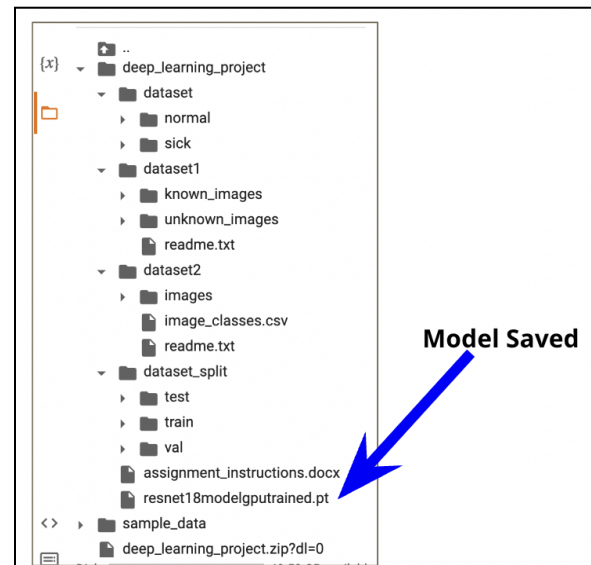 ..
{x}
deep_learning_project
dataset
normal
sick
dataset1
known_images
unknown_images
readme.txt
dataset2
images
image_classes.csv
readme.txt
Model Saved
dataset_split
test
train
val
assignment_instructions.docx
resnet18modelgputrained.pt
<> sample_data
deep_learning_project.zip?dl=0